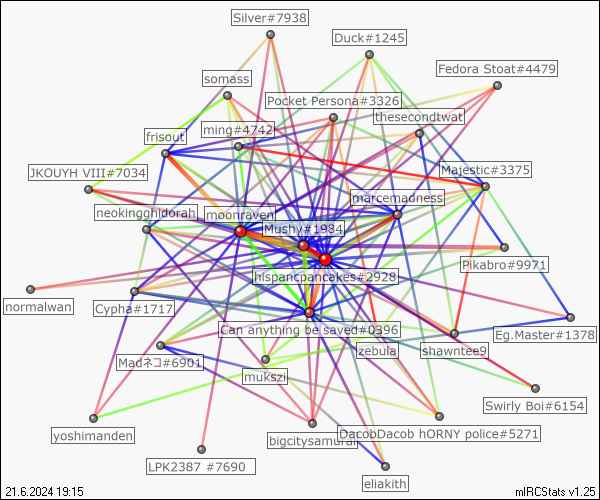 Silver#7938
Duck#1245
Fedora Stoat#4479
somass
Pocket Persona#3326
thesecondtwat
ming#4742
frisout
Majestic#3375
JKOUYH VIII#7034
marcemadness
neokingghidorah
moonraven
Mushy#1984
Pikabro#9971
hispancpancakes#2928
normalwan
Cypha#1717
Can anything be saved#0396
Eg.Master#1378
zebula
shawntee9
Madネコ#6901
mukszi
Swirly Boi#6154
yoshimanden
bigcitysamurai
DacobDacob hORNY police#5271
LPK2387 #7690
eliakith
21.6.2024 19:15
mIRCStats v1.25